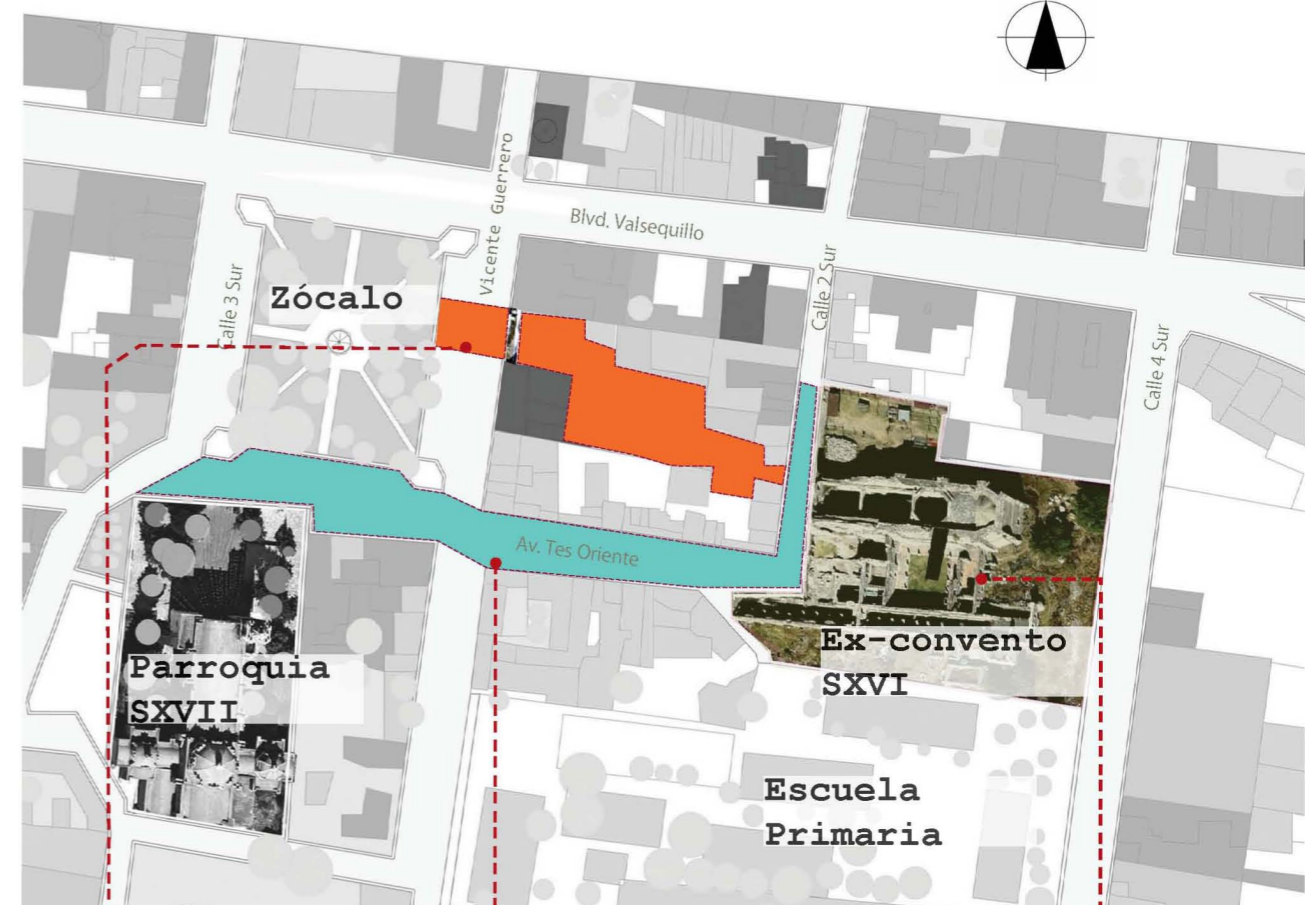 Vicente Guerrero
Blvd. Valsequillo
Calle 2 Sur
Zócalo
Calle 3 Sur
Calle 4 Sur
Av. Tes Oriente
Ex-convento
SXVI
Parroquia
SXVII
Escuela
Primaria